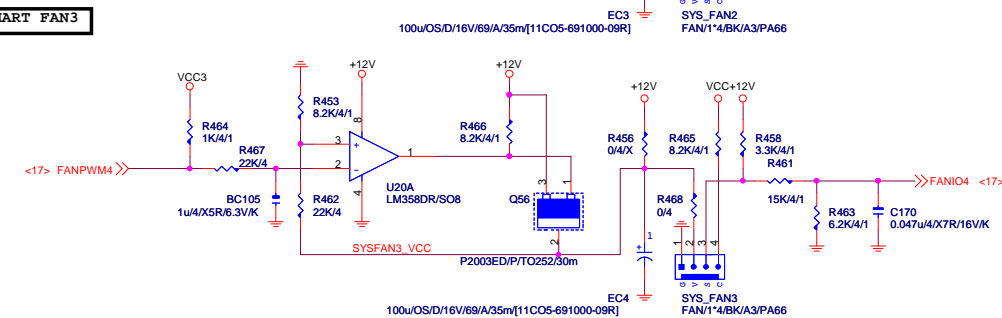 ART FAN3
EC3
100u/OS/D/16V/69/A/35m/[11CO5-691000-09R]
SYS_FAN2
FAN/1*4/BK/A3/PA66
G V S C
+12V
+12V
VCC3
+12V
VCC
+12V
R453
8.2K/4/1
R464
1K/4/1
R466
8.2K/4/1
R456
0/4/X
R465
8.2K/4/1
R458
3.3K/4/1
8
3
+
1
R467
22K/4
R461
<17> FANPWM4
2
-
FANIO4 <17>
15K/4/1
4
U20A
LM358DR/SO8
BC105
1u/4/X5R/6.3V/K
R462
22K/4
3
1
Q56
R468
0/4
R463
6.2K/4/1
C170
0.047u/4/X7R/16V/K
2
SYSFAN3_VCC
1
+
1
2
3
4
P2003ED/P/TO252/30m
G V S C
EC4
100u/OS/D/16V/69/A/35m/[11CO5-691000-09R]
SYS_FAN3
FAN/1*4/BK/A3/PA66